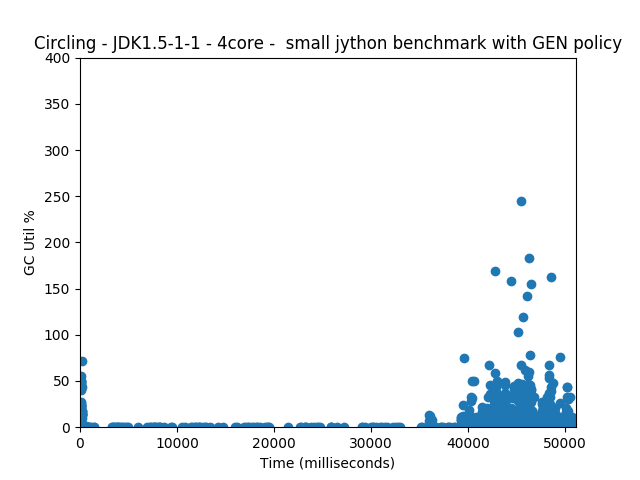 Circling - JDK1.5-1-1 - 4core -  small jython benchmark with GEN policy
400
350
300
250
200
150
100
50
0
GC Util %
0 10000 20000 30000 40000 50000
Time (milliseconds)